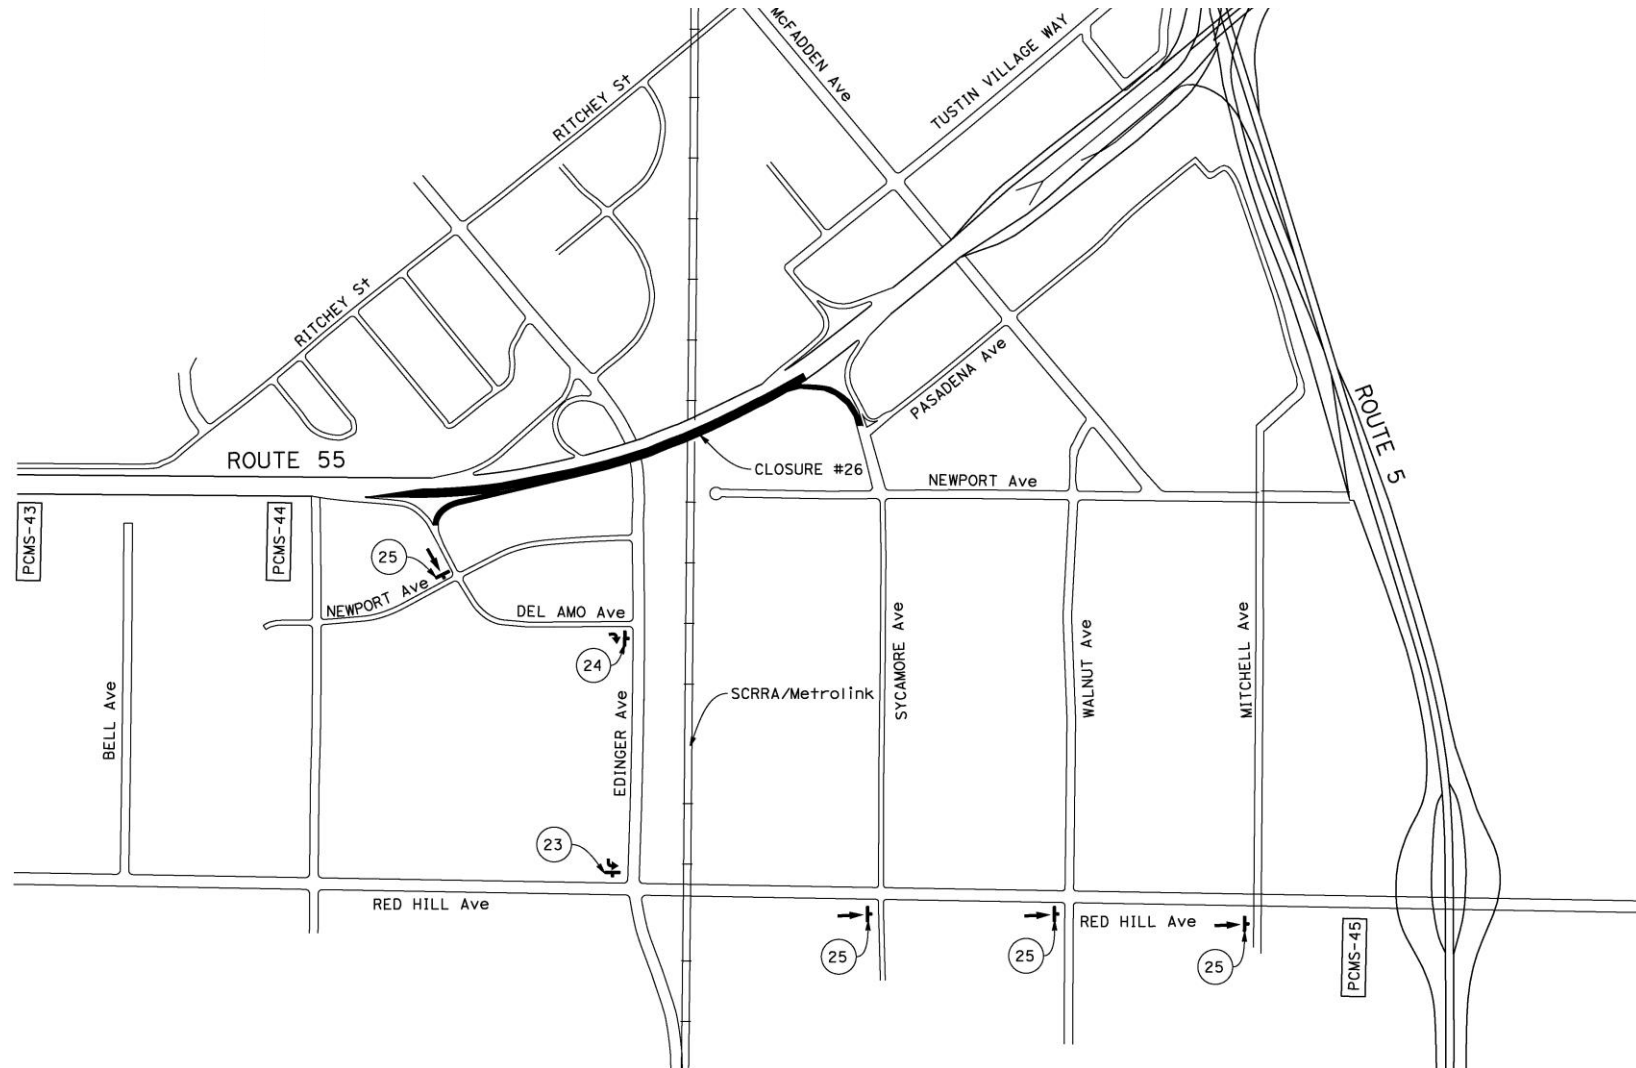 McFADDEN Ave
TUSTIN VILLAGE WAY
RITCHEY St
RITCHEY St
PASADENA Ave
ROUTE 5
ROUTE 55
CLOSURE #26
NEWPORT Ave
PCMS-43
PCMS-44
25
NEWPORT Ave
DEL AMO Ave
24
SYCAMORE Ave
WALNUT Ave
MITCHELL Ave
BELL Ave
EDINGER Ave
SCRRA/Metrolink
23
RED HILL Ave
RED HILL Ave
25
25
25
PCMS-45